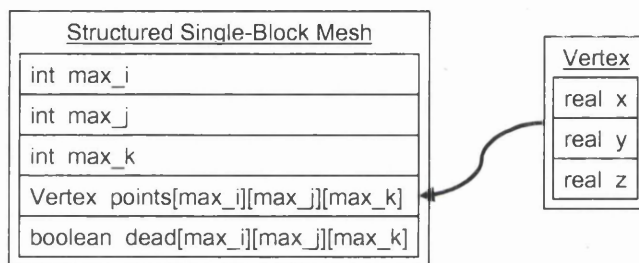 Structured Single-Block Mesh
int max_i
int max_j
int max_k
Vertex points[max_i][max_j][max_k]
boolean dead[max_i][max_j][max_k]
Vertex
real x
real y
real z